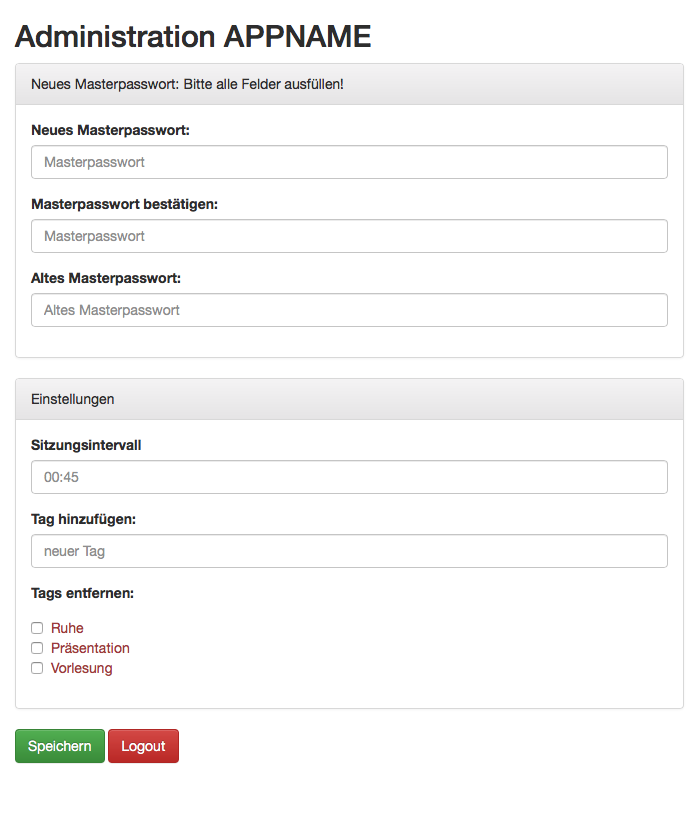 Administration APPNAME
Neues Masterpasswort: Bitte alle Felder ausfüllen!
Neues Masterpasswort:
Masterpasswort
Masterpasswort bestätigen:
Masterpasswort
Altes Masterpasswort:
Altes Masterpasswort
Einstellungen
Sitzungsintervall
00:45
Tag hinzufügen:
neuer Tag
Tags entfernen:
Ruhe
Präsentation
Vorlesung
Speichern Logout